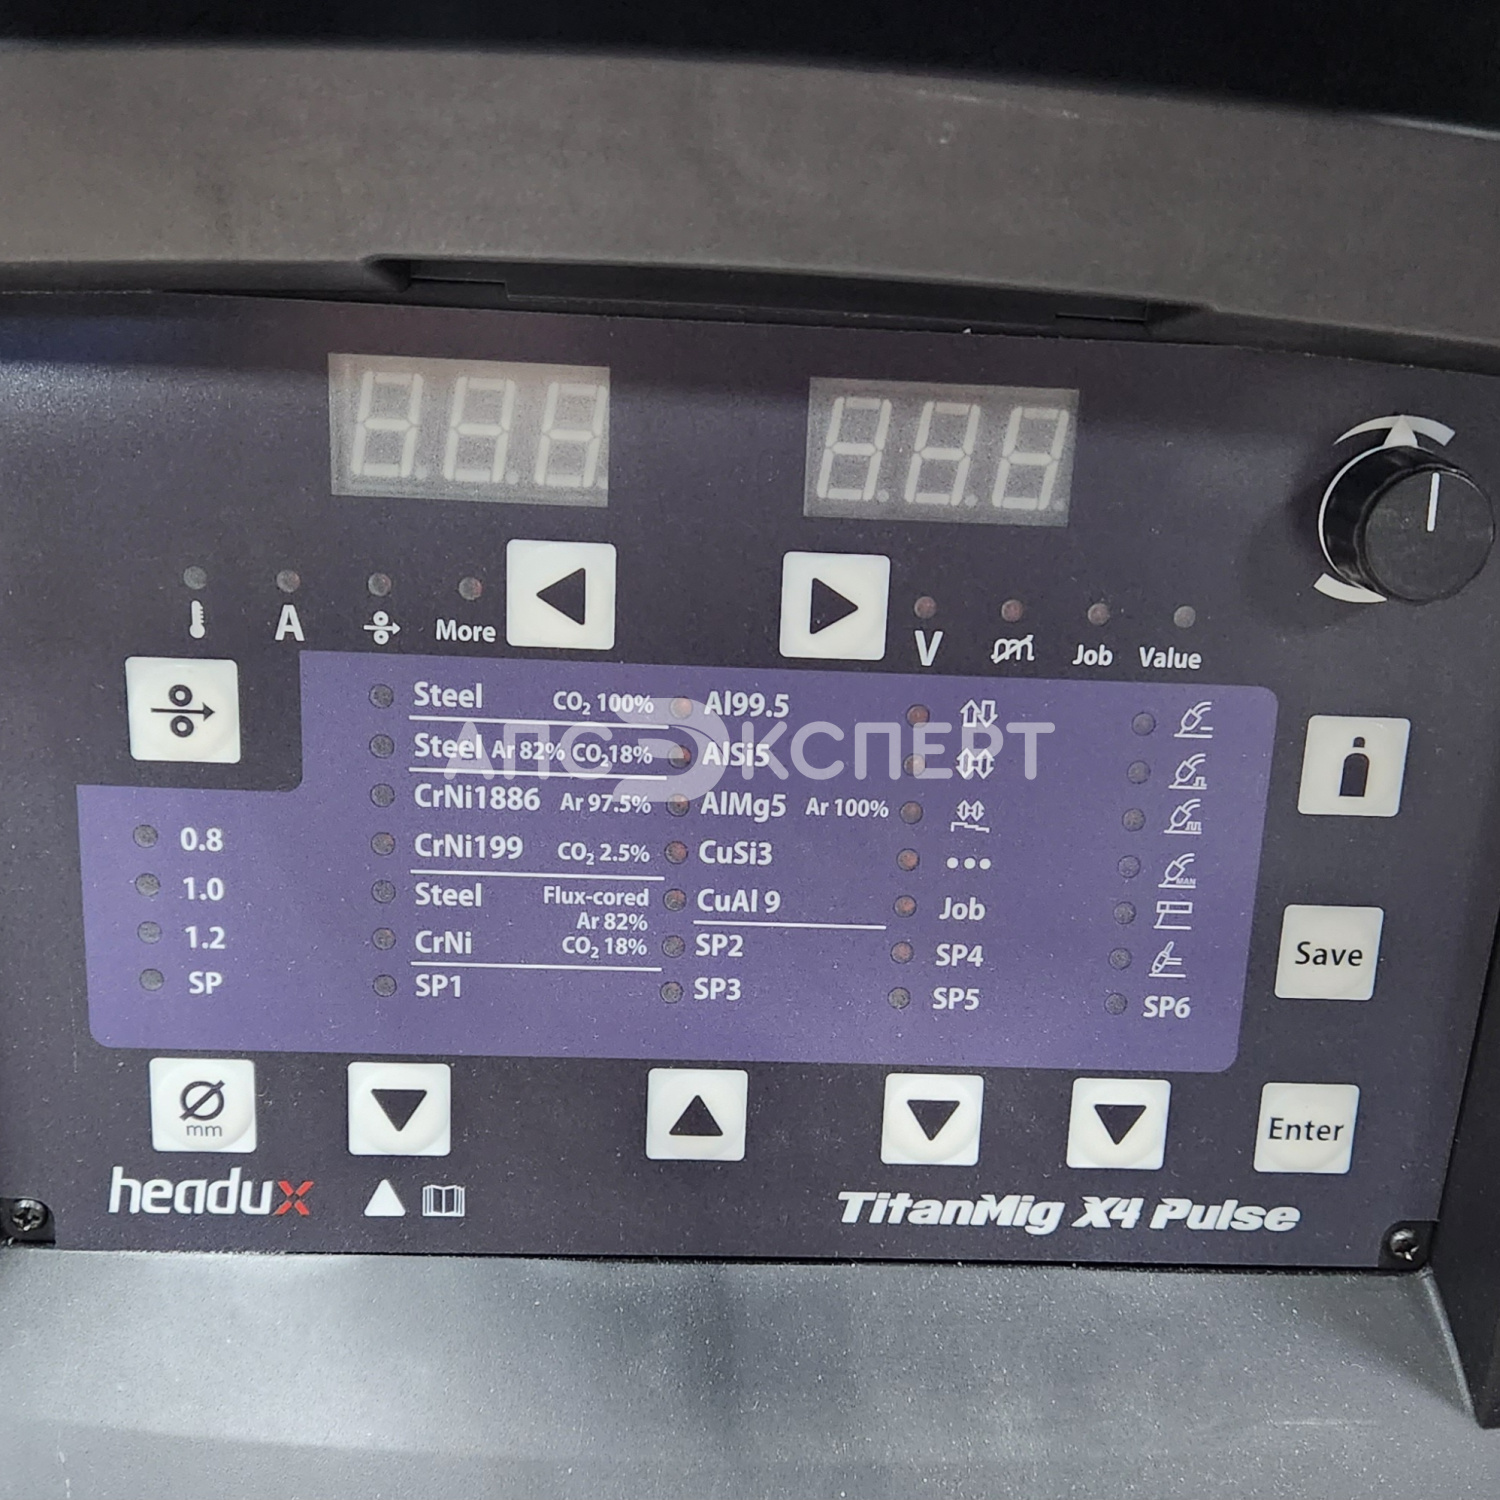 A
More
V
Job
Value
Steel CO₂ 100%
Steel Ar 82% CO₂18%
CrNi1886 Ar 97.5%
CrNi199 CO₂ 2.5%
Steel Flux-cored
Ar 82%
CrNi CO₂ 18%
SP1
Al99.5
AlSi5
AlMg5 Ar 100%
CuSi3
CuAl 9
SP2
SP3
Job
SP4
SP5
MAN
SP6
АПС ЭКСПЕРТ
0.8
1.0
1.2
SP
Save
Ø
mm
Enter
headux
TitanMig X4 Pulse